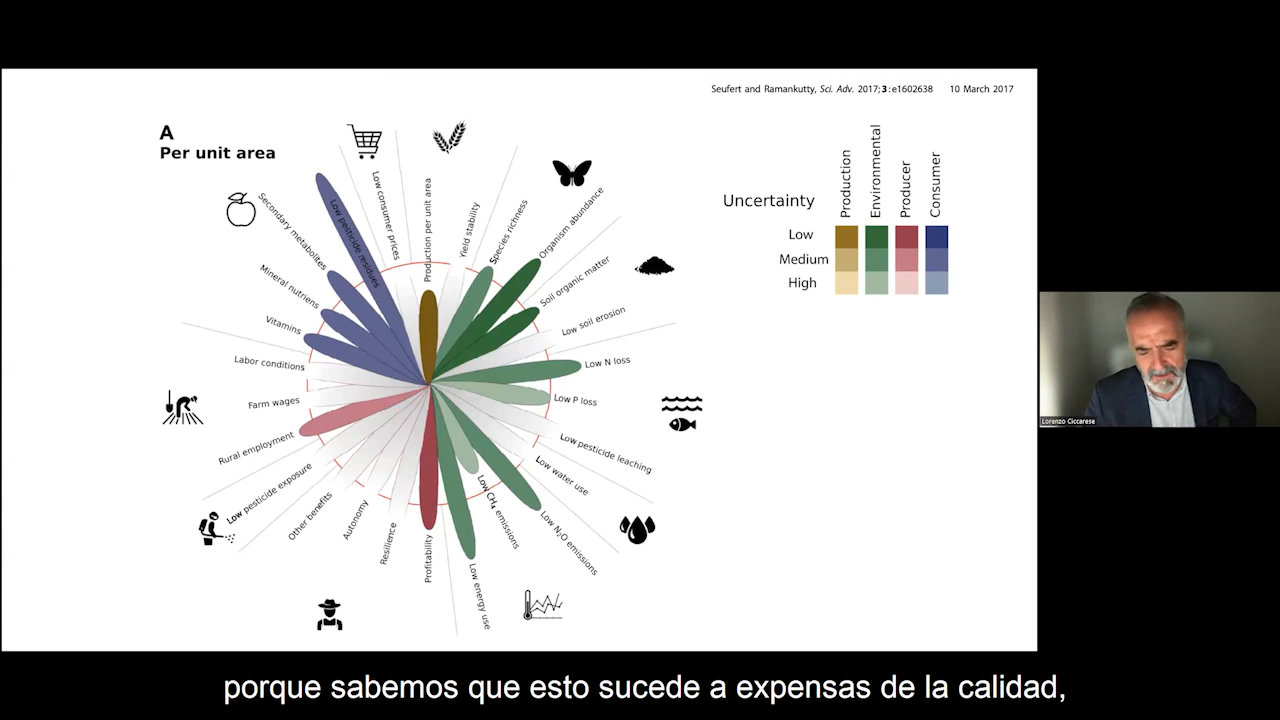 Seufert and Ramankutty, Sci. Adv. 2017;3:e1602638 10 March 2017
A
Per unit area
Low consumer prices
Production per unit area
Yield stability
Species richness
Organism abundance
Soil organic matter
Low soil erosion
Low N loss
Low P loss
Low pesticide leaching
Low water use
Low N₂O emissions
Low CH₄ emissions
Low energy use
Profitability
Resilience
Autonomy
Other benefits
Low pesticide exposure
Rural employment
Farm wages
Labor conditions
Vitamins
Mineral nutriens
Secondary metabolites
Low pesticide residues
Uncertainty
Production
Environmental
Producer
Consumer
Low
Medium
High
Lorenzo Ciccarese
porque sabemos que esto sucede a expensas de la calidad,